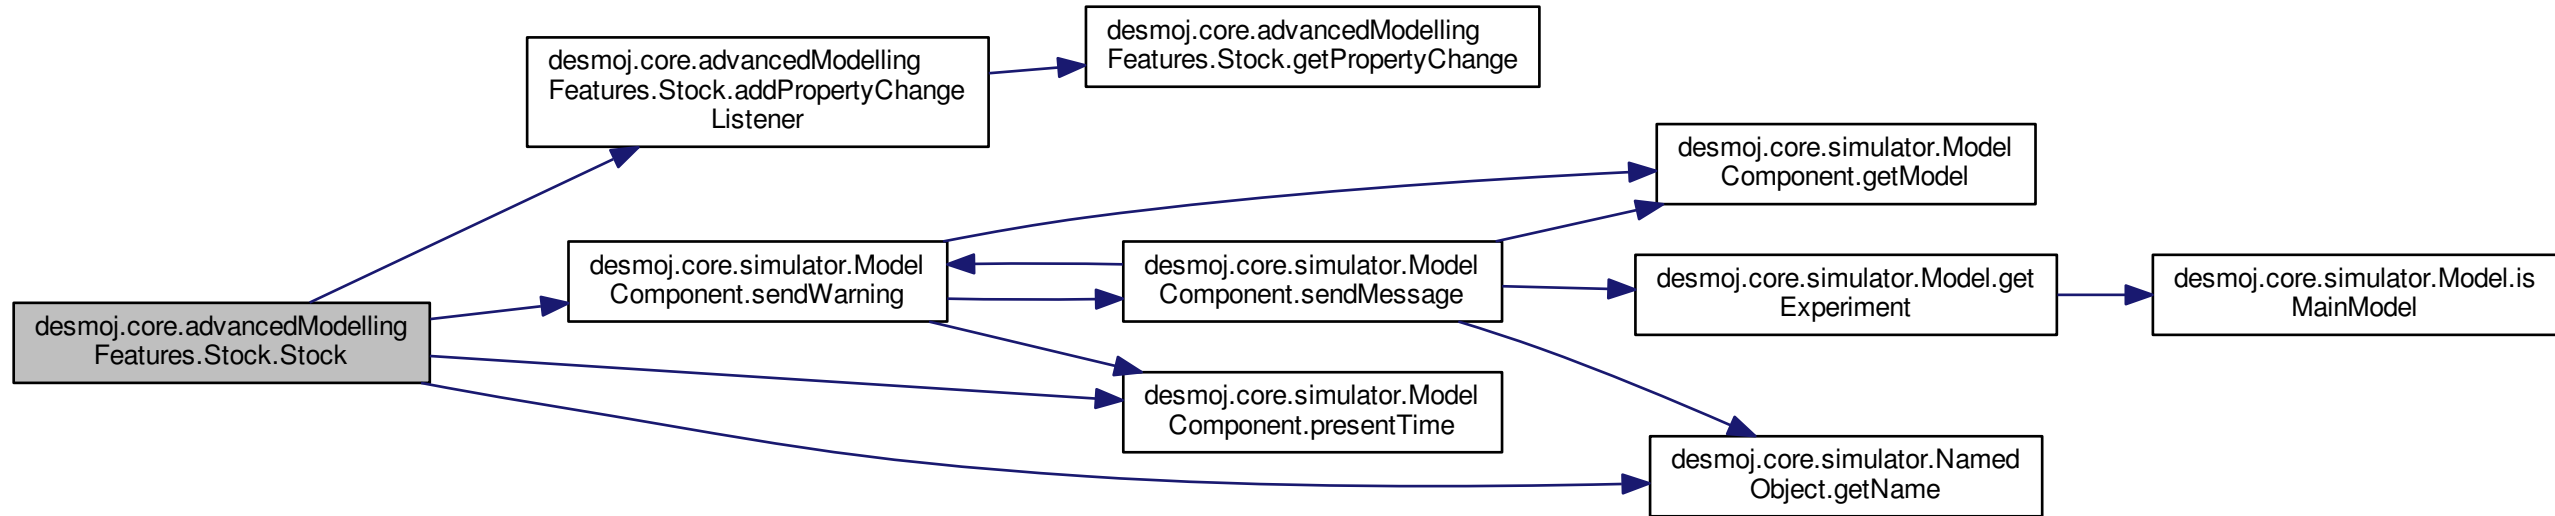 desmoj.core.advancedModelling
Features.Stock.Stock
desmoj.core.advancedModelling
Features.Stock.addPropertyChange
Listener
desmoj.core.advancedModelling
Features.Stock.getPropertyChange
desmoj.core.simulator.Model
Component.sendWarning
desmoj.core.simulator.Model
Component.sendMessage
desmoj.core.simulator.Model
Component.presentTime
desmoj.core.simulator.Model
Component.getModel
desmoj.core.simulator.Model.get
Experiment
desmoj.core.simulator.Model.is
MainModel
desmoj.core.simulator.Named
Object.getName